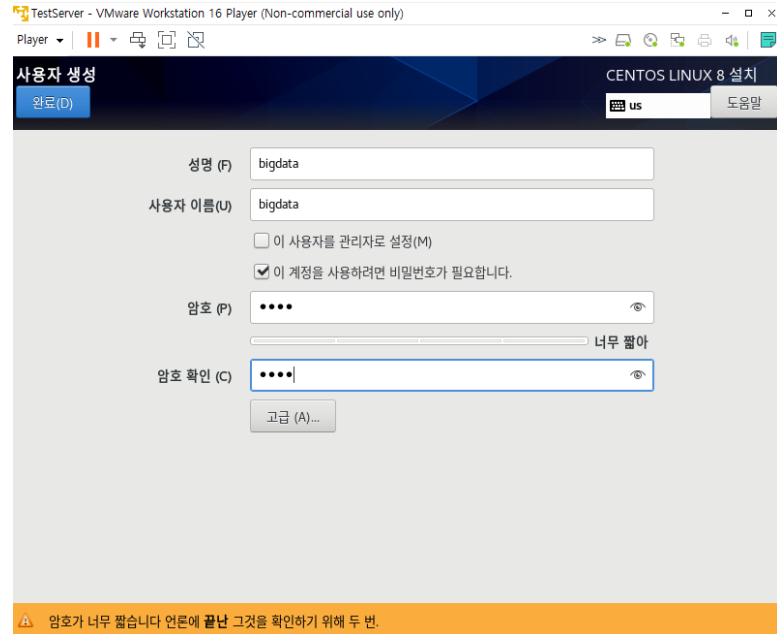 TestServer - VMware Workstation 16 Player (Non-commercial use only)
Player
사용자 생성
CENTOS LINUX 8 설치
완료(D)
us
도움말
성명 (F)
bigdata
사용자 이름(U)
bigdata
이 사용자를 관리자로 설정(M)
이 계정을 사용하려면 비밀번호가 필요합니다.
암호 (P)
••••
너무 짧아
암호 확인 (C)
••••
고급 (A)...
암호가 너무 짧습니다 언론에 끝난 그것을 확인하기 위해 두 번.